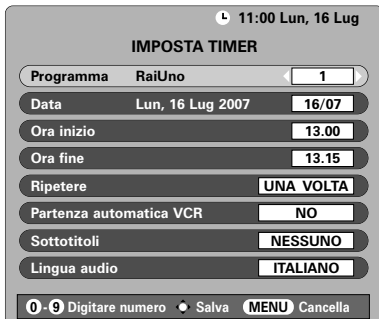 11:00 Lun, 16 Lug
IMPOSTA TIMER
Programma RaiUno 1
Data Lun, 16 Lug 2007 16/07
Ora inizio 13.00
Ora fine 13.15
Ripetere UNA VOLTA
Partenza automatica VCR NO
Sottotitoli NESSUNO
Lingua audio ITALIANO
0 - 9 Digitare numero Salva MENU Cancella